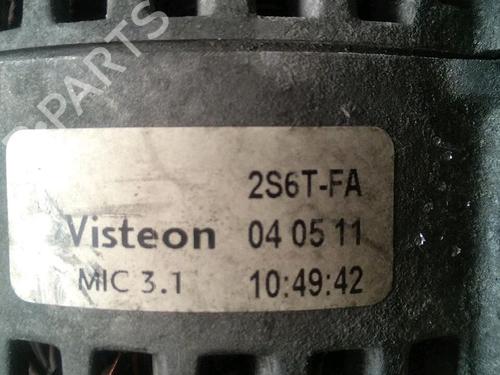 PARTS
2S6T-FA
Visteon 04 05 11
MIC 3.1 10:49:42